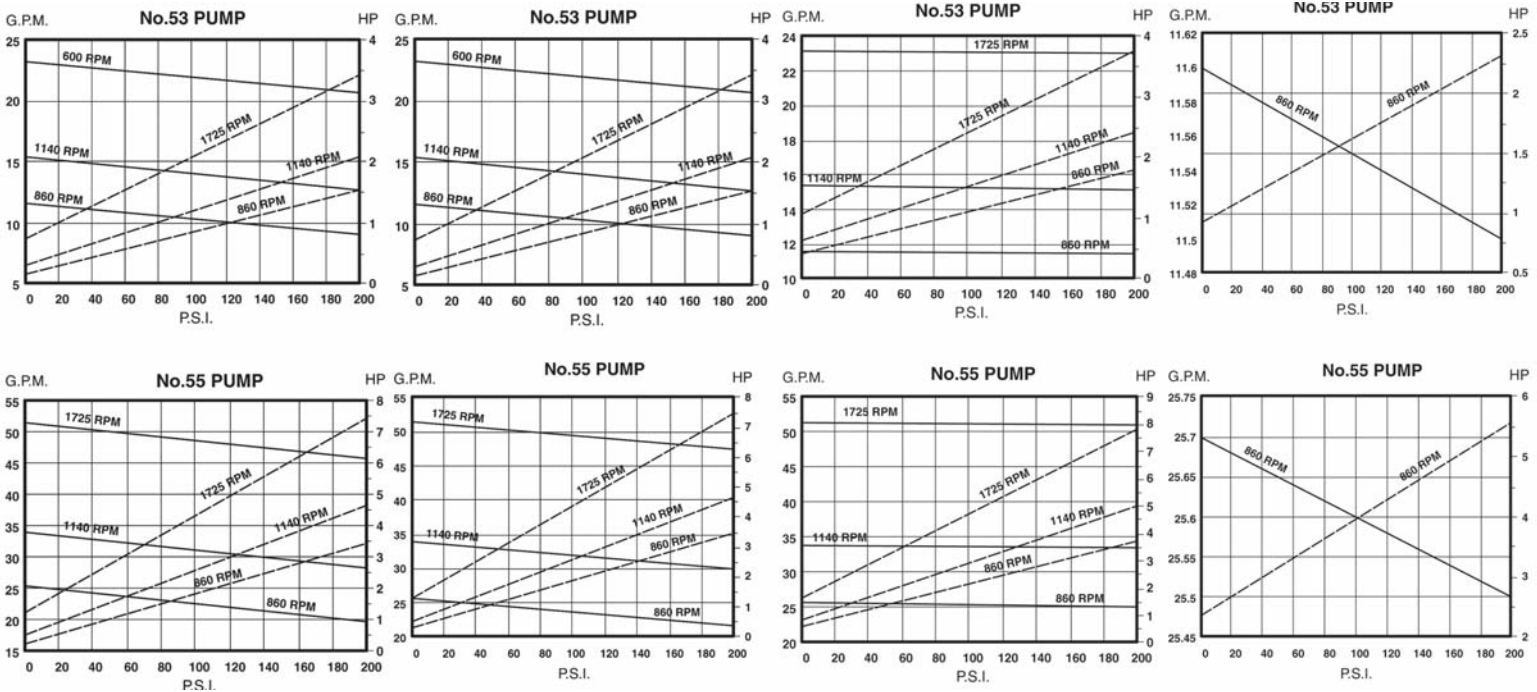 G.P.M. No.53 PUMP HP
25
20
15
10
5
4
3
2
1
0
600 RPM
1725 RPM
1140 RPM
1140 RPM
860 RPM
860 RPM
0 20 40 60 80 100 120 140 160 180 200
P.S.I.
G.P.M. No.53 PUMP HP
25
20
15
10
5
4
3
2
1
0
600 RPM
1725 RPM
1140 RPM
1140 RPM
860 RPM
860 RPM
0 20 40 60 80 100 120 140 160 180 200
P.S.I.
G.P.M. No.53 PUMP HP
24
22
20
18
16
14
12
10
4
3
2
1
0
1725 RPM
1725 RPM
1140 RPM
860 RPM
1140 RPM
860 RPM
0 20 40 60 80 100 120 140 160 180 200
P.S.I.
G.P.M. No.53 PUMP HP
11.62
11.6
11.58
11.56
11.54
11.52
11.5
11.48
2.5
2
1.5
1
0.5
860 RPM
860 RPM
0 20 40 60 80 100 120 140 160 180 200
P.S.I.
G.P.M. No.55 PUMP
55
50
45
40
35
30
25
20
15
8
7
6
5
4
3
2
1
0
1725 RPM
1725 RPM
1140 RPM
1140 RPM
860 RPM
860 RPM
0 20 40 60 80 100 120 140 160 180 200
P.S.I.
G.P.M. No.55 PUMP HP
55
50
45
40
35
30
25
20
8
7
6
5
4
3
2
1
0
1725 RPM
1725 RPM
1140 RPM
1140 RPM
860 RPM
860 RPM
0 20 40 60 80 100 120 140 160 180 200
P.S.I.
G.P.M. No.55 PUMP HP
55
50
45
40
35
30
25
20
9
8
7
6
5
4
3
2
1
0
1725 RPM
1725 RPM
1140 RPM
1140 RPM
860 RPM
860 RPM
0 20 40 60 80 100 120 140 160 180 200
P.S.I.
G.P.M. No.55 PUMP HP
25.75
25.7
25.65
25.6
25.55
25.5
25.45
6
5
4
3
2
860 RPM
860 RPM
0 20 40 60 80 100 120 140 160 180 200
P.S.I.